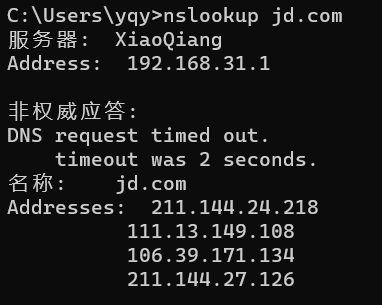 C:\Users\yqy>nslookup jd.com
服务器:  XiaoQiang
Address:  192.168.31.1

非权威应答:
DNS request timed out.
    timeout was 2 seconds.
名称:    jd.com
Addresses:  211.144.24.218
          111.13.149.108
          106.39.171.134
          211.144.27.126